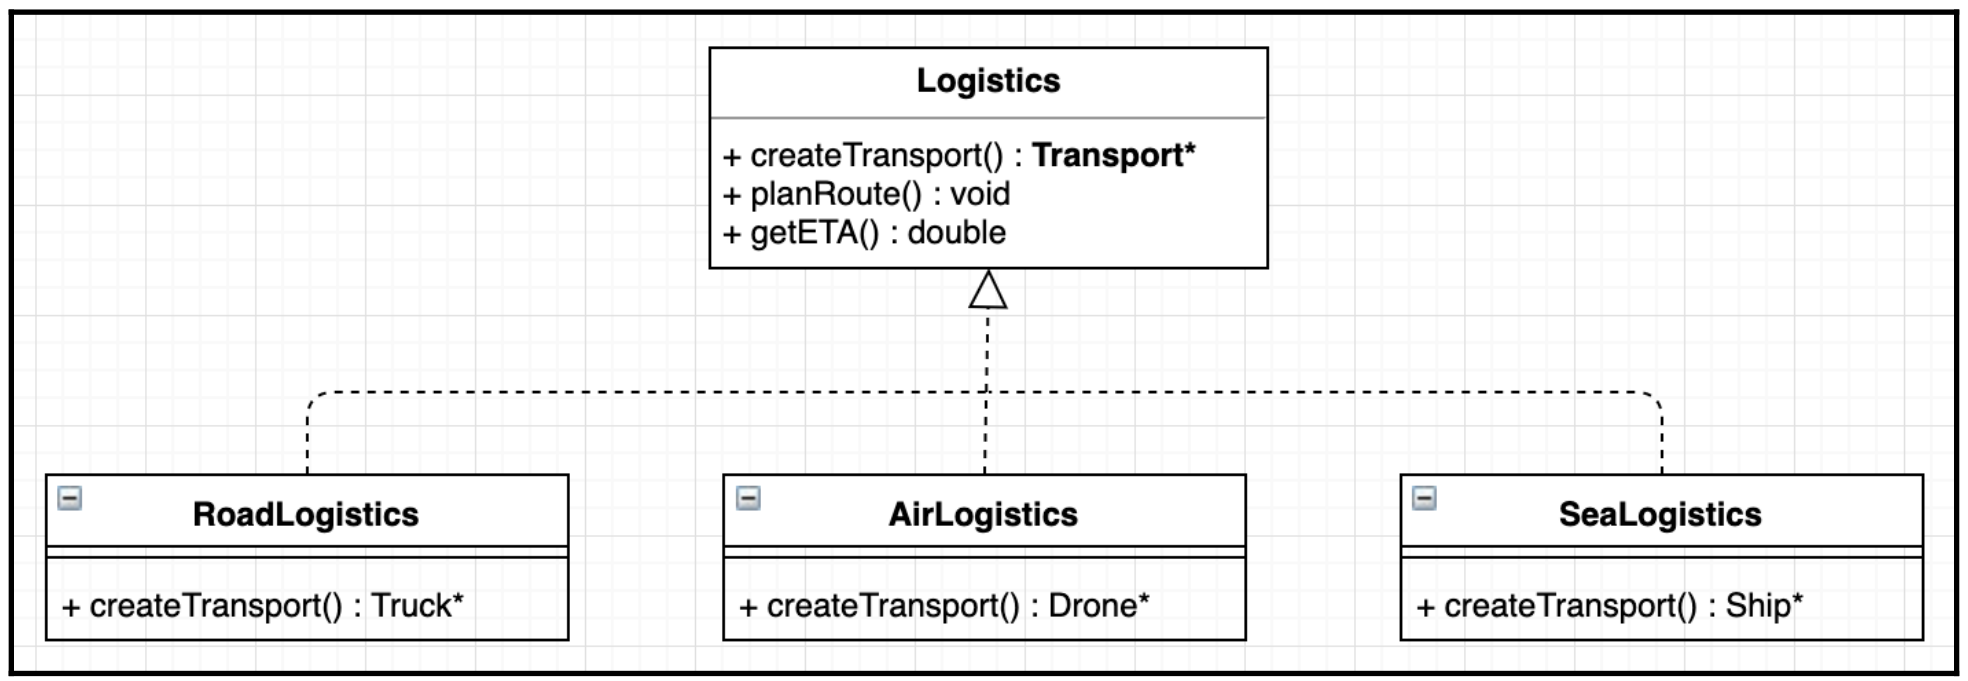 Logistics
+ createTransport() : Transport*
+ planRoute() : void
+ getETA() : double
RoadLogistics
+ createTransport() : Truck*
AirLogistics
+ createTransport() : Drone*
SeaLogistics
+ createTransport() : Ship*